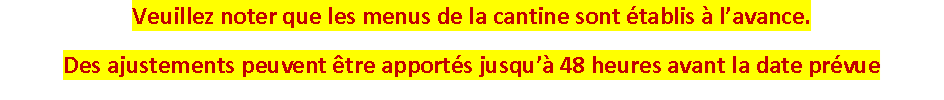 Veuillez noter que les menus de la cantine sont établis à l’avance.
Des ajustements peuvent être apportés jusqu’à 48 heures avant la date prévue